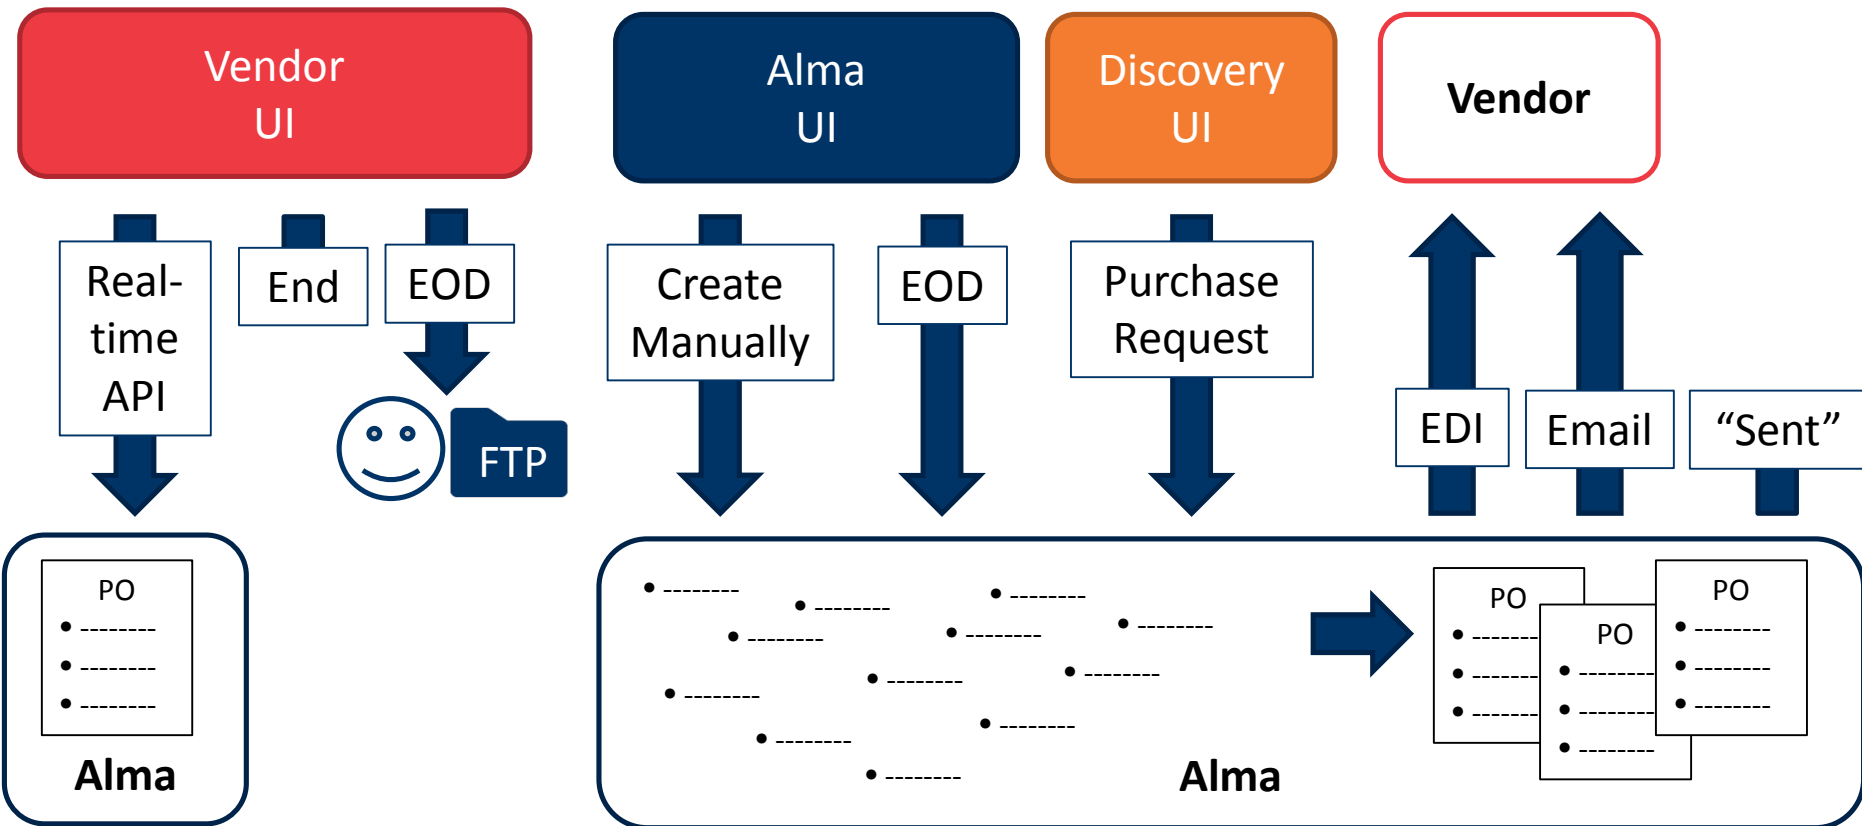 Vendor
UI
Alma
UI
Discovery
UI
Vendor
Real-
time
API
End
EOD
Create
Manually
EOD
Purchase
Request
EDI
Email
“Sent”
FTP
PO
• --------
• --------
• --------
Alma
• --------
• --------
• --------
• --------
• --------
• --------
• --------
• --------
• --------
• --------
• --------
• --------
Alma
PO
• -------
• -------
• -------
PO
• --------
• --------
• --------
PO
• --------
• --------
• --------